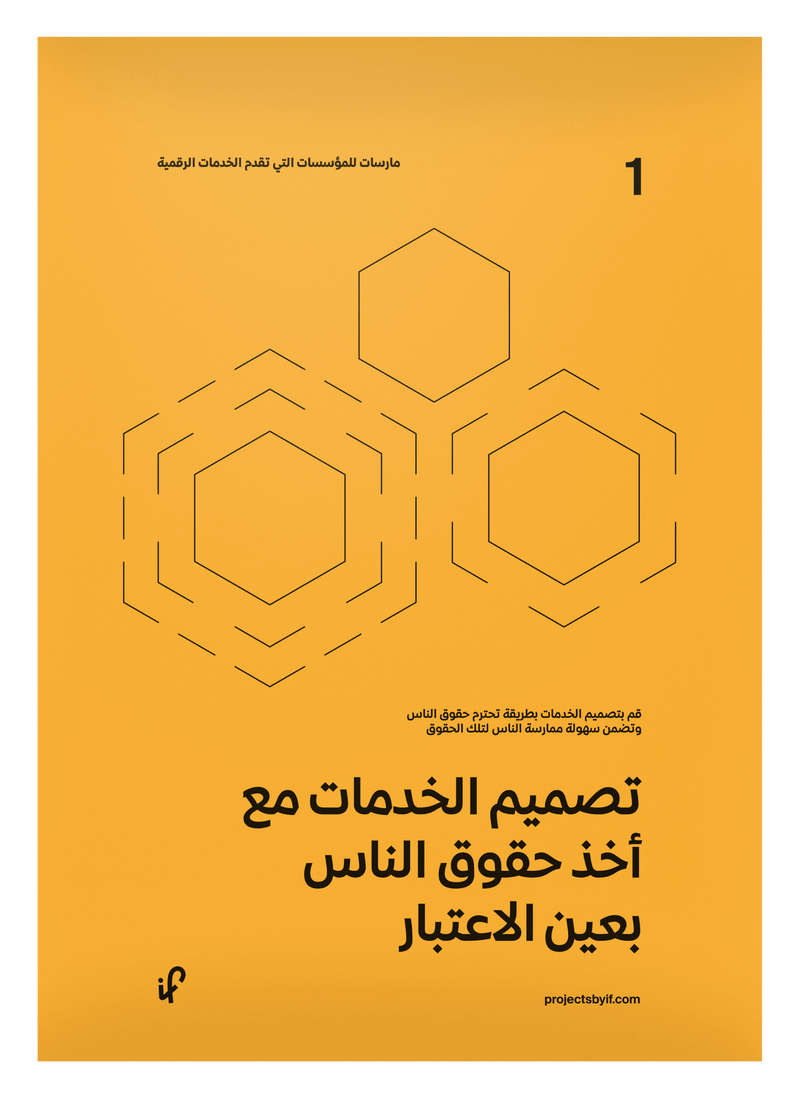 1
مارسات للمؤسسات التي تقدم الخدمات الرقمية
قم بتصميم الخدمات بطريقة تحترم حقوق الناس
وتضمن سهولة ممارسة الناس لتلك الحقوق
تصميم الخدمات مع
أخذ حقوق الناس
بعين الاعتبار
if
projectsbyif.com